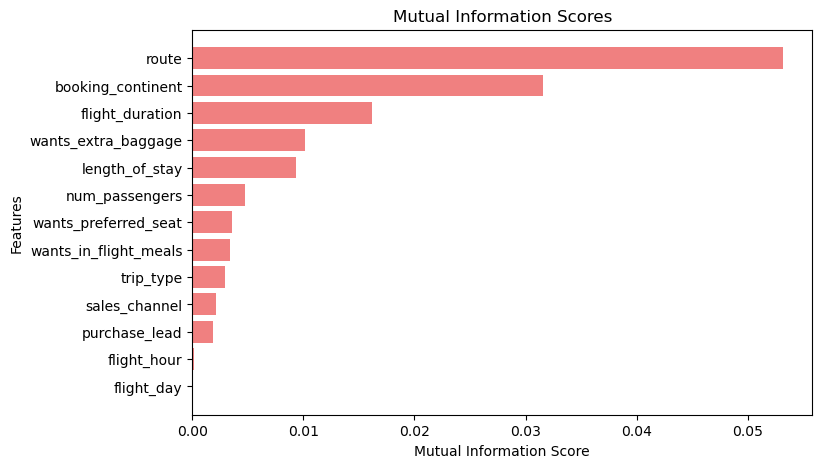 Mutual Information Scores
Features
route
booking_continent
flight_duration
wants_extra_baggage
length_of_stay
num_passengers
wants_preferred_seat
wants_in_flight_meals
trip_type
sales_channel
purchase_lead
flight_hour
flight_day
0.00 0.01 0.02 0.03 0.04 0.05
Mutual Information Score